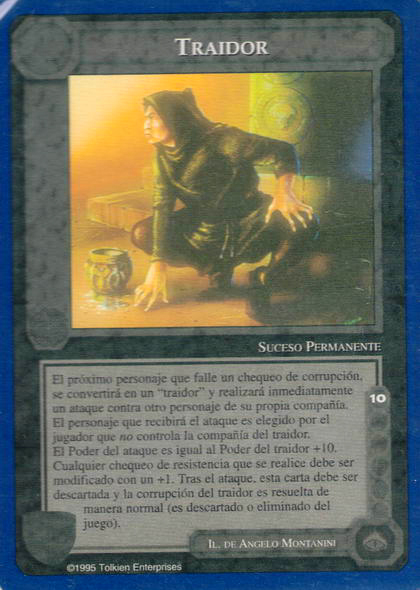 TRAIDOR
SUCESO PERMANENTE
El próximo personaje que falle un chequeo de corrupción,
se convertirá en un “traidor” y realizará inmediatamente
un ataque contra otro personaje de su propia compañía.
El personaje que recibirá el ataque es elegido por el
jugador que no controla la compañía del traidor.
El Poder del ataque es igual al Poder del traidor +10.
Cualquier chequeo de resistencia que se realice debe ser
modificado con un +1. Tras el ataque, esta carta debe ser
descartada y la corrupción del traidor es resuelta de
manera normal (es descartado o eliminado del
juego).
10
IL. DE ANGELO MONTANINI
©1995 Tolkien Enterprises